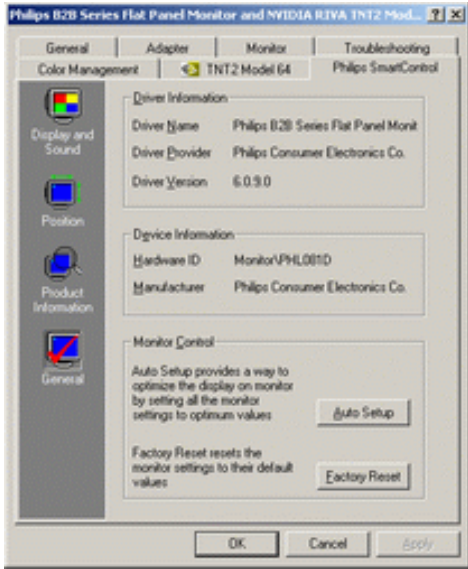 Philips B2B Series Flat Panel Monitor and NVIDIA RIVA TNT2 Mod...
General Adapter Monitor Troubleshooting
Color Management TNT2 Model 64 Philips SmartControl
Display and
Sound
Position
Product
Information
General
Driver Information
Driver Name Philips B2B Series Flat Panel Monit
Driver Provider Philips Consumer Electronics Co.
Driver Version 6.0.9.0
Device Information
Hardware ID Monitor\PHL081D
Manufacturer Philips Consumer Electronics Co.
Monitor Control
Auto Setup provides a way to
optimize the display on monitor
by setting all the monitor
settings to optimum values
Auto Setup
Factory Reset resets the
monitor settings to their default
values
Factory Reset
OK Cancel Apply